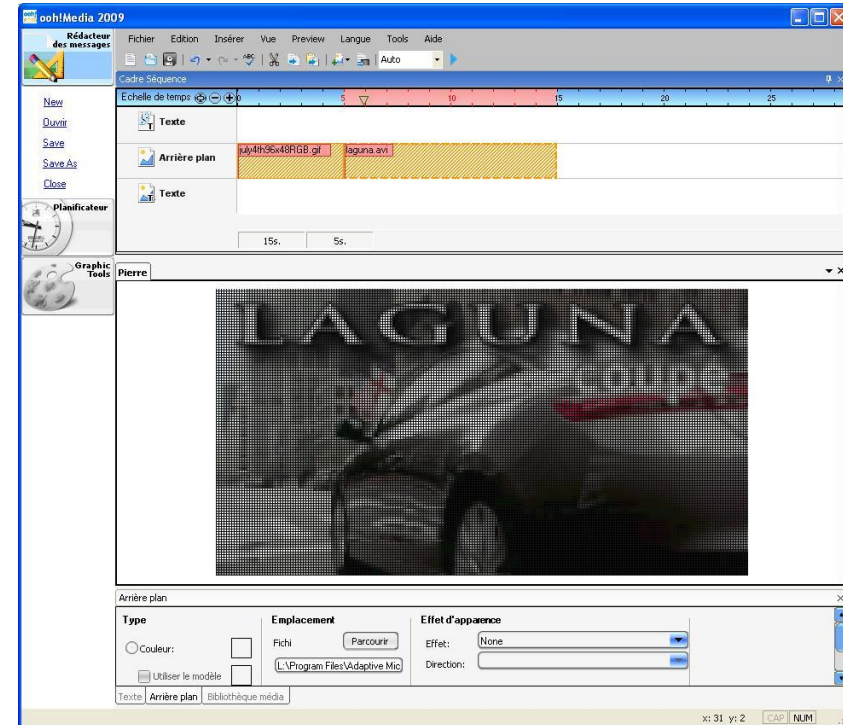 ooh!Media 2009
Rédacteur
des messages
New
Ouvrir
Save
Save As
Close
Planificateur
Graphic
Tools
Fichier Edition Insérer Vue Preview Langue Tools Aide
ABC Auto
Cadre Séquence
Echelle de temps 0 5 10 15 20 25
Texte
Arrière plan july4th96x48RGB.gif laguna.avi
Texte
15s. 5s.
Pierre
LAGUNA
coupe
Arrière plan
Type Emplacement Effet d'apparence
Couleur: Fichi Parcourir Effet: None
Utiliser le modèle L:\Program Files\Adaptive Mic Direction:
Texte Arrière plan Bibliothèque média
x: 31 y: 2 CAP NUM